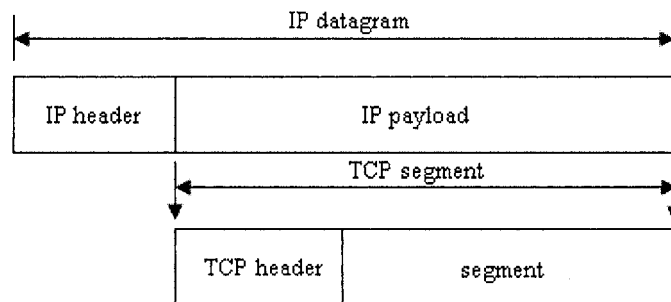 IP datagram
IP header
IP payload
TCP segment
TCP header
segment